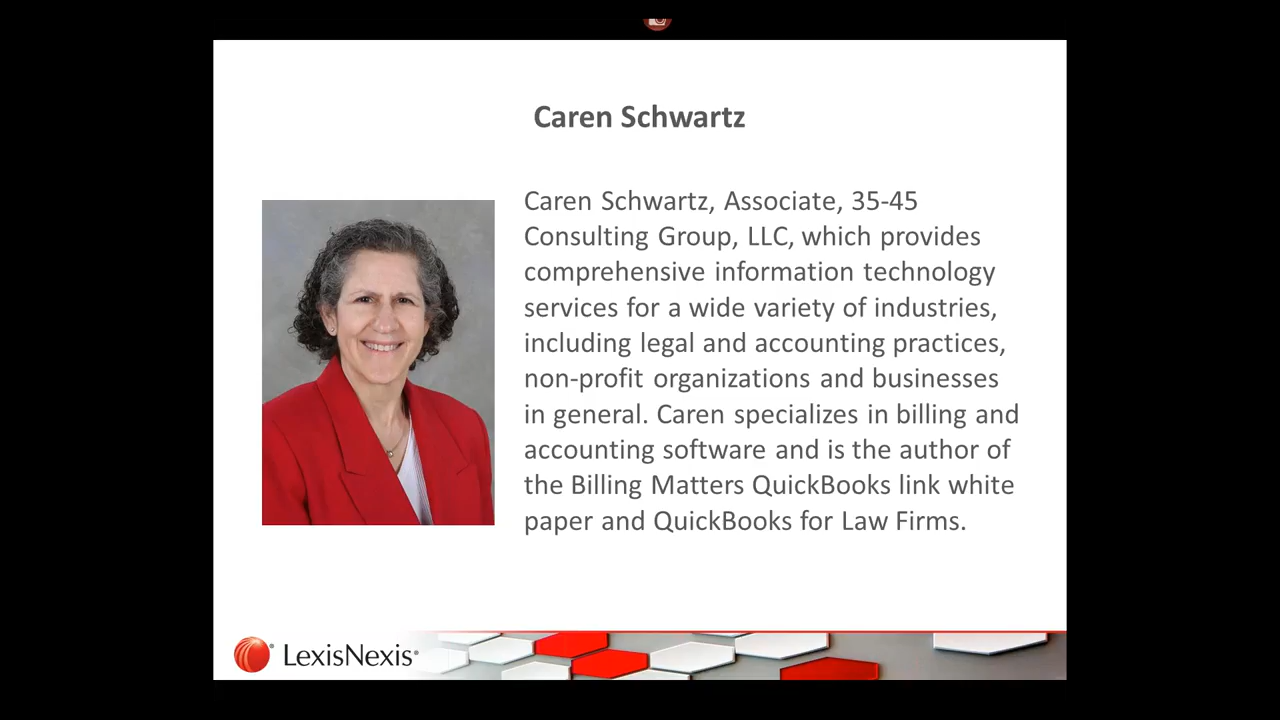 Caren Schwartz
Caren Schwartz, Associate, 35-45
Consulting Group, LLC, which provides
comprehensive information technology
services for a wide variety of industries,
including legal and accounting practices,
non-profit organizations and businesses
in general. Caren specializes in billing and
accounting software and is the author of
the Billing Matters QuickBooks link white
paper and QuickBooks for Law Firms.
LexisNexis®